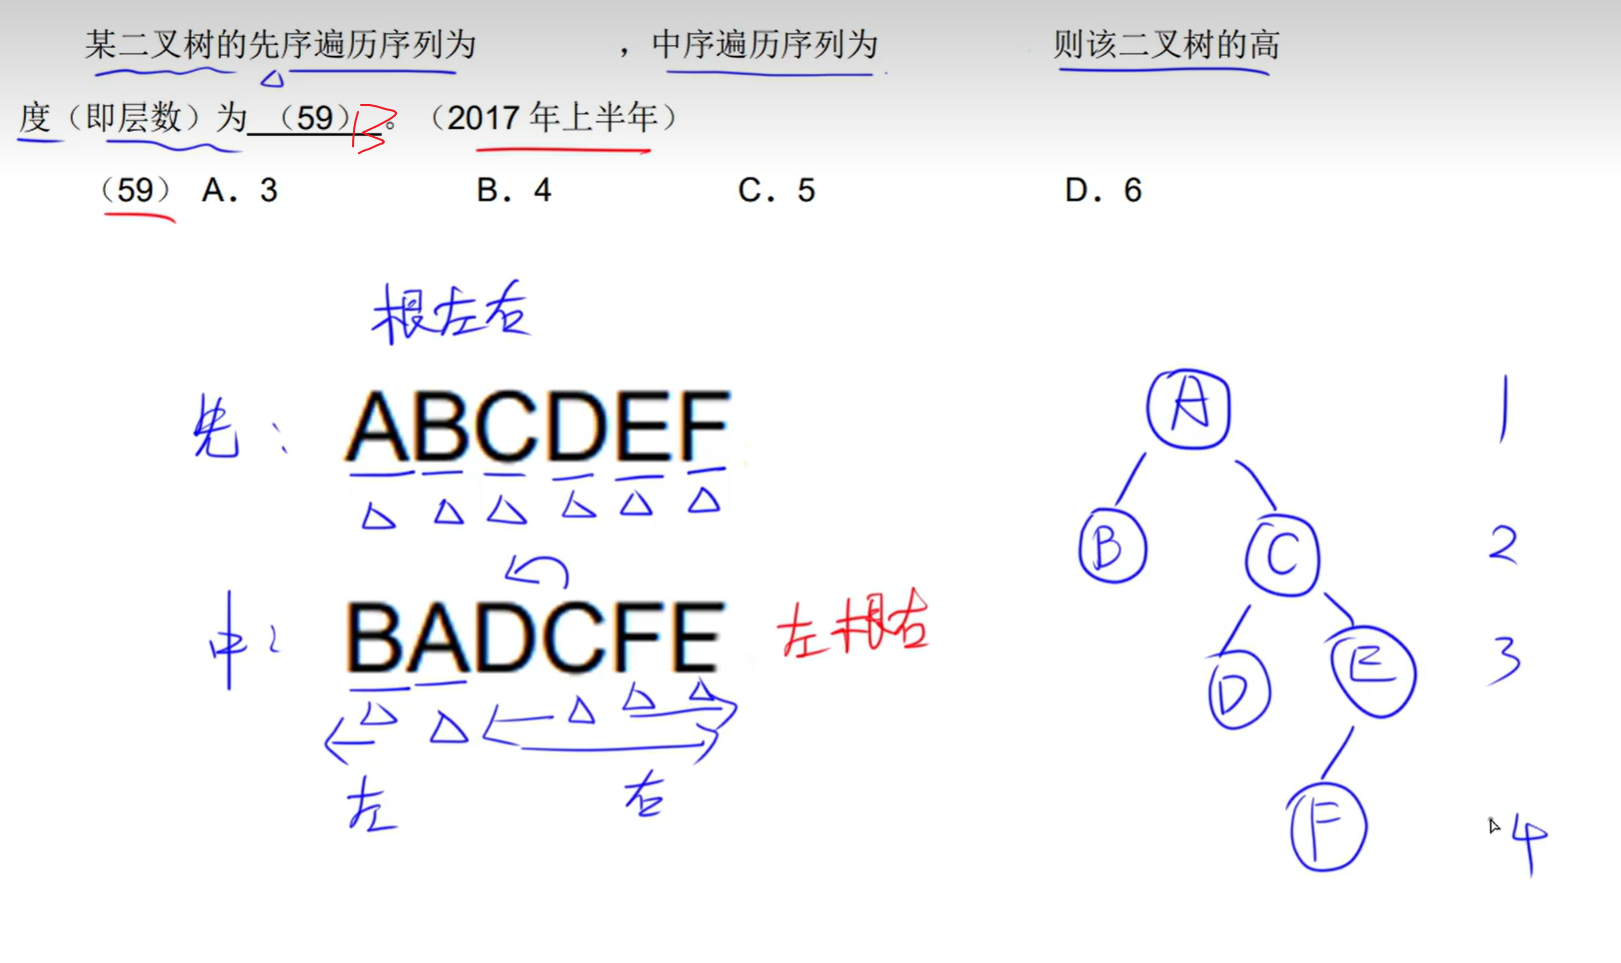 某二叉树的先序遍历序列为 ，中序遍历序列为 则该二叉树的高
度（即层数）为 （59） B 。（2017 年上半年）
（59） A．3 B．4 C．5 D．6
根左右
先： ABCDEF
中： BADCFE 左根右
左 右
A 1
B C 2
D E 3
F 4